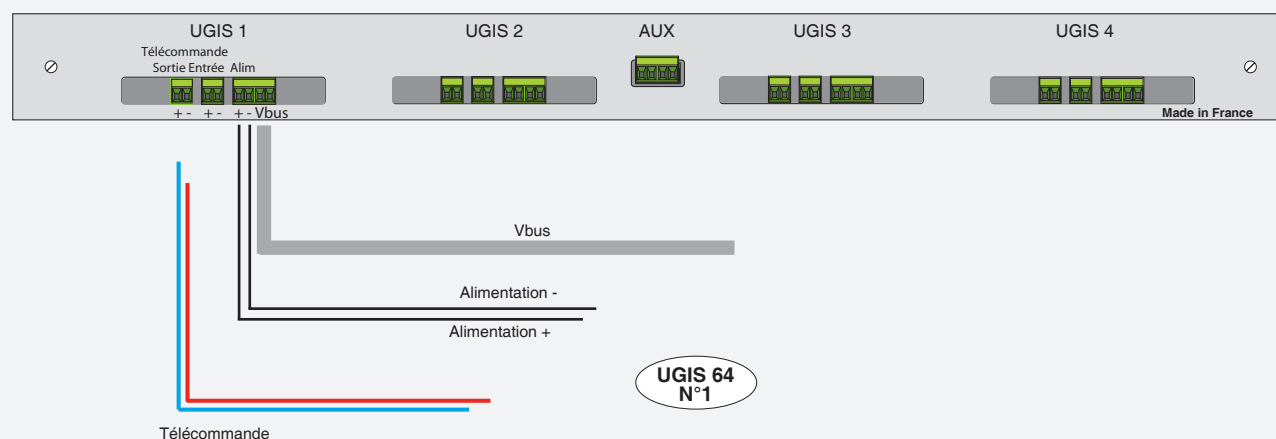 UGIS 1 UGIS 2 AUX UGIS 3 UGIS 4
Télécommande
Sortie Entrée Alim
+ - + - + - Vbus
Made in France
Vbus
Alimentation -
Alimentation +
UGIS 64
N°1
Télécommande